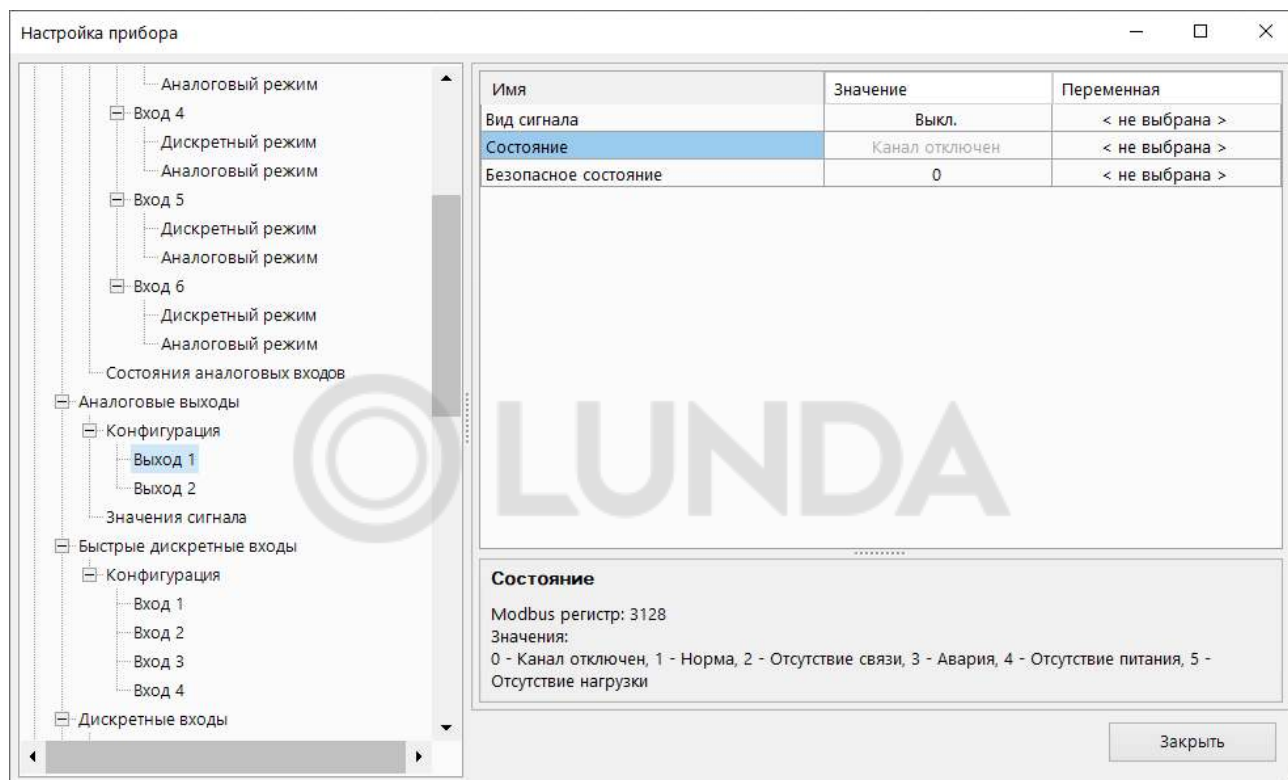 Настройка прибора
Аналоговый режим
Вход 4
Дискретный режим
Аналоговый режим
Вход 5
Дискретный режим
Аналоговый режим
Вход 6
Дискретный режим
Аналоговый режим
Состояния аналоговых входов
Аналоговые выходы
Конфигурация
Выход 1
Выход 2
Значения сигнала
Быстрые дискретные входы
Конфигурация
Вход 1
Вход 2
Вход 3
Вход 4
Дискретные входы
Имя Значение Переменная
Вид сигнала Выкл. < не выбрана >
Состояние Канал отключен < не выбрана >
Безопасное состояние 0 < не выбрана >
LUNDA
Состояние
Modbus регистр: 3128
Значения:
0 - Канал отключен, 1 - Норма, 2 - Отсутствие связи, 3 - Авария, 4 - Отсутствие питания, 5 -
Отсутствие нагрузки
Закрыть